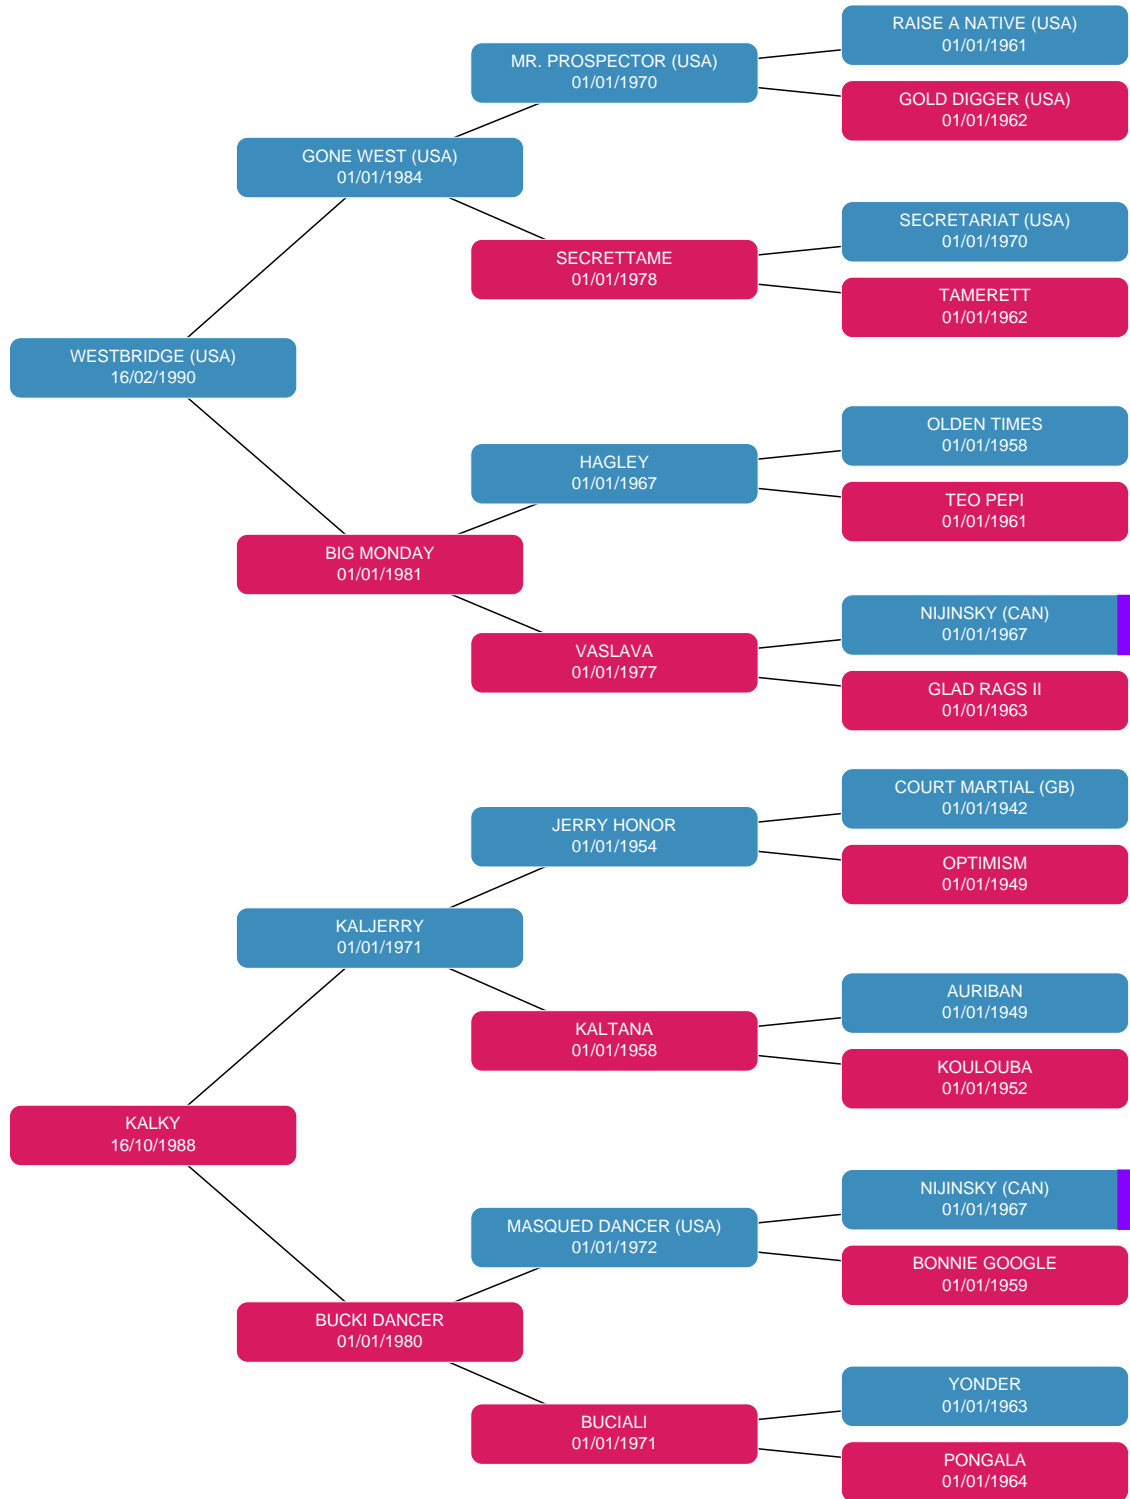 RAISE A NATIVE (USA)
01/01/1961
MR. PROSPECTOR (USA)
01/01/1970
GOLD DIGGER (USA)
01/01/1962
GONE WEST (USA)
01/01/1984
SECRETARIAT (USA)
01/01/1970
SECRETTAME
01/01/1978
TAMERETT
01/01/1962
WESTBRIDGE (USA)
16/02/1990
OLDEN TIMES
01/01/1958
HAGLEY
01/01/1967
TEO PEPI
01/01/1961
BIG MONDAY
01/01/1981
NIJINSKY (CAN)
01/01/1967
VASLAVA
01/01/1977
GLAD RAGS II
01/01/1963
COURT MARTIAL (GB)
01/01/1942
JERRY HONOR
01/01/1954
OPTIMISM
01/01/1949
KALJERRY
01/01/1971
AURIBAN
01/01/1949
KALTANA
01/01/1958
KOULOUBA
01/01/1952
KALKY
16/10/1988
NIJINSKY (CAN)
01/01/1967
MASQUED DANCER (USA)
01/01/1972
BONNIE GOOGLE
01/01/1959
BUCKI DANCER
01/01/1980
YONDER
01/01/1963
BUCIALI
01/01/1971
PONGALA
01/01/1964